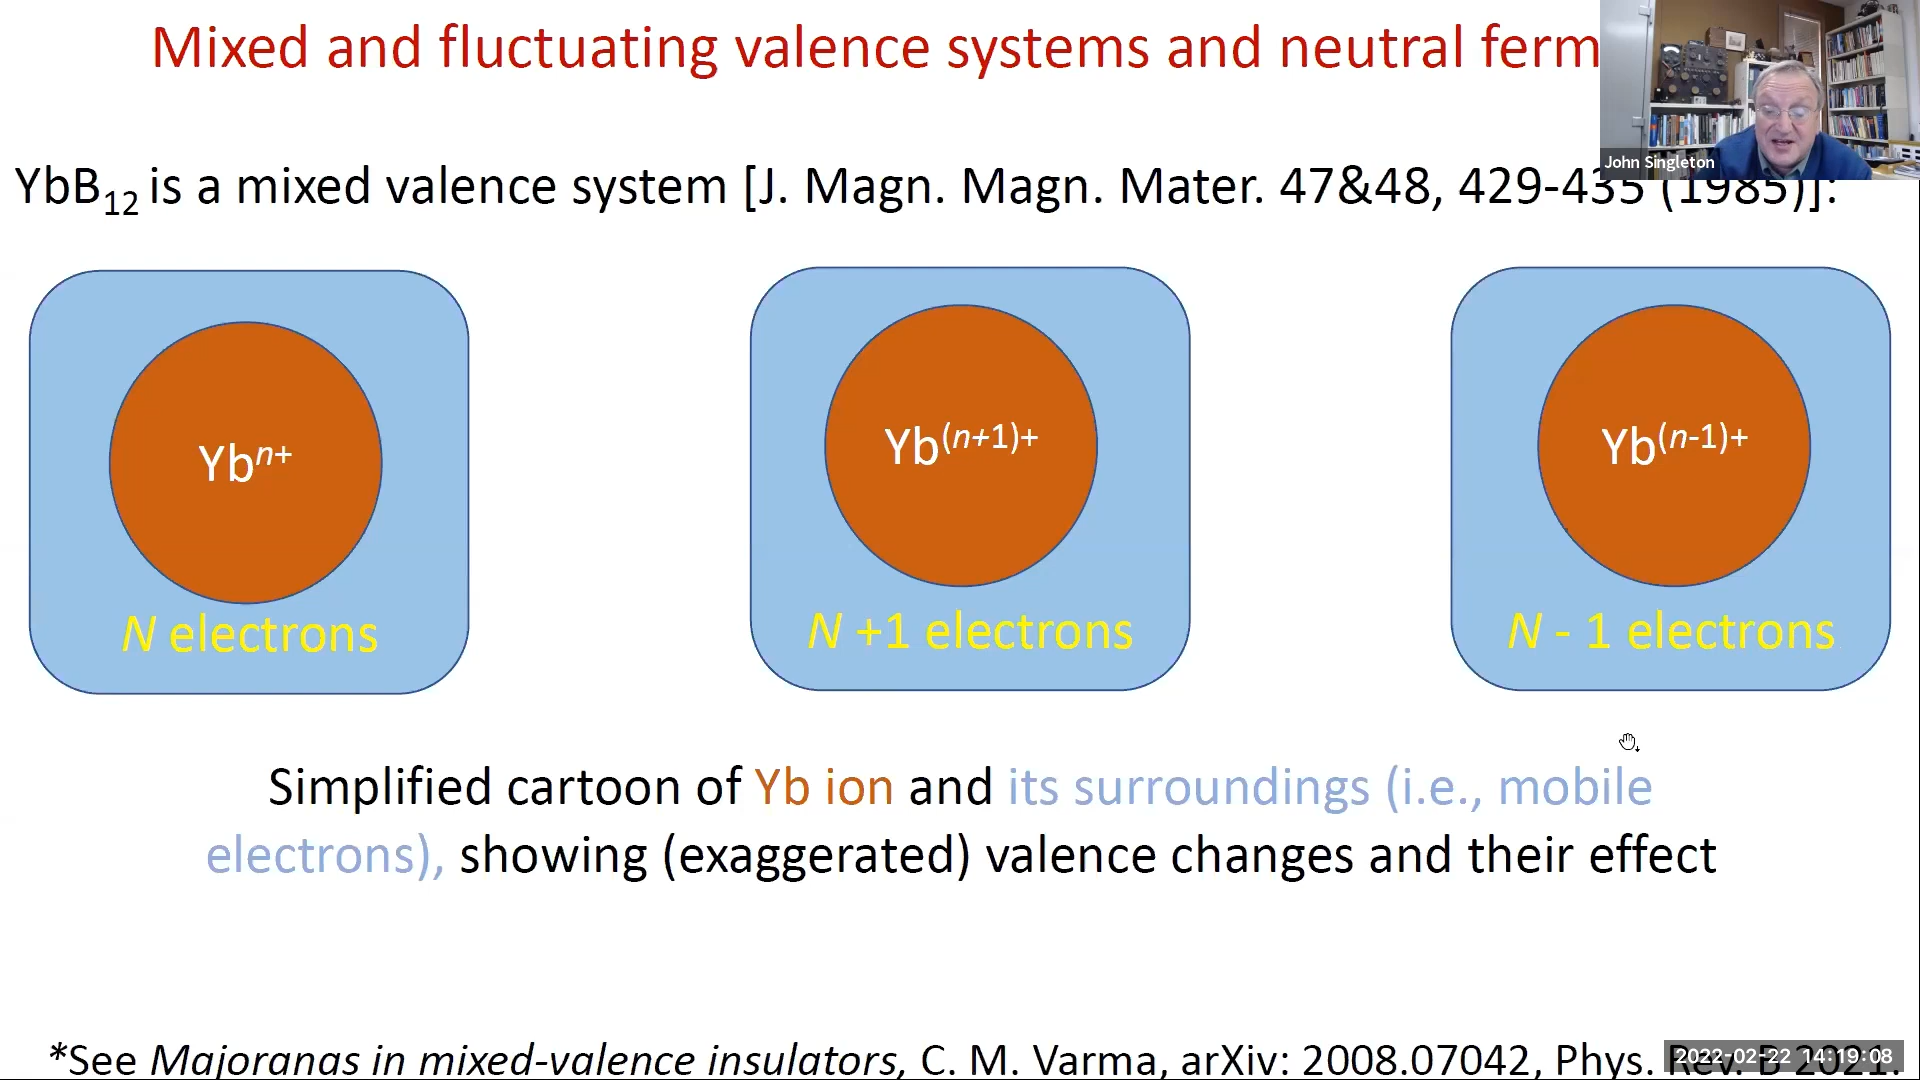 Mixed and fluctuating valence systems and neutral ferm
John Singleton
YbB₁₂ is a mixed valence system [J. Magn. Magn. Mater. 47&48, 429-435 (1985)]:
Ybⁿ⁺
N electrons
Yb⁽ⁿ⁺¹⁾⁺
N +1 electrons
Yb⁽ⁿ⁻¹⁾⁺
N - 1 electrons
Simplified cartoon of Yb ion and its surroundings (i.e., mobile
electrons), showing (exaggerated) valence changes and their effect
*See Majoranas in mixed-valence insulators, C. M. Varma, arXiv: 2008.07042, Phys. Rev. B 2021.
2022-02-22 14:19:08